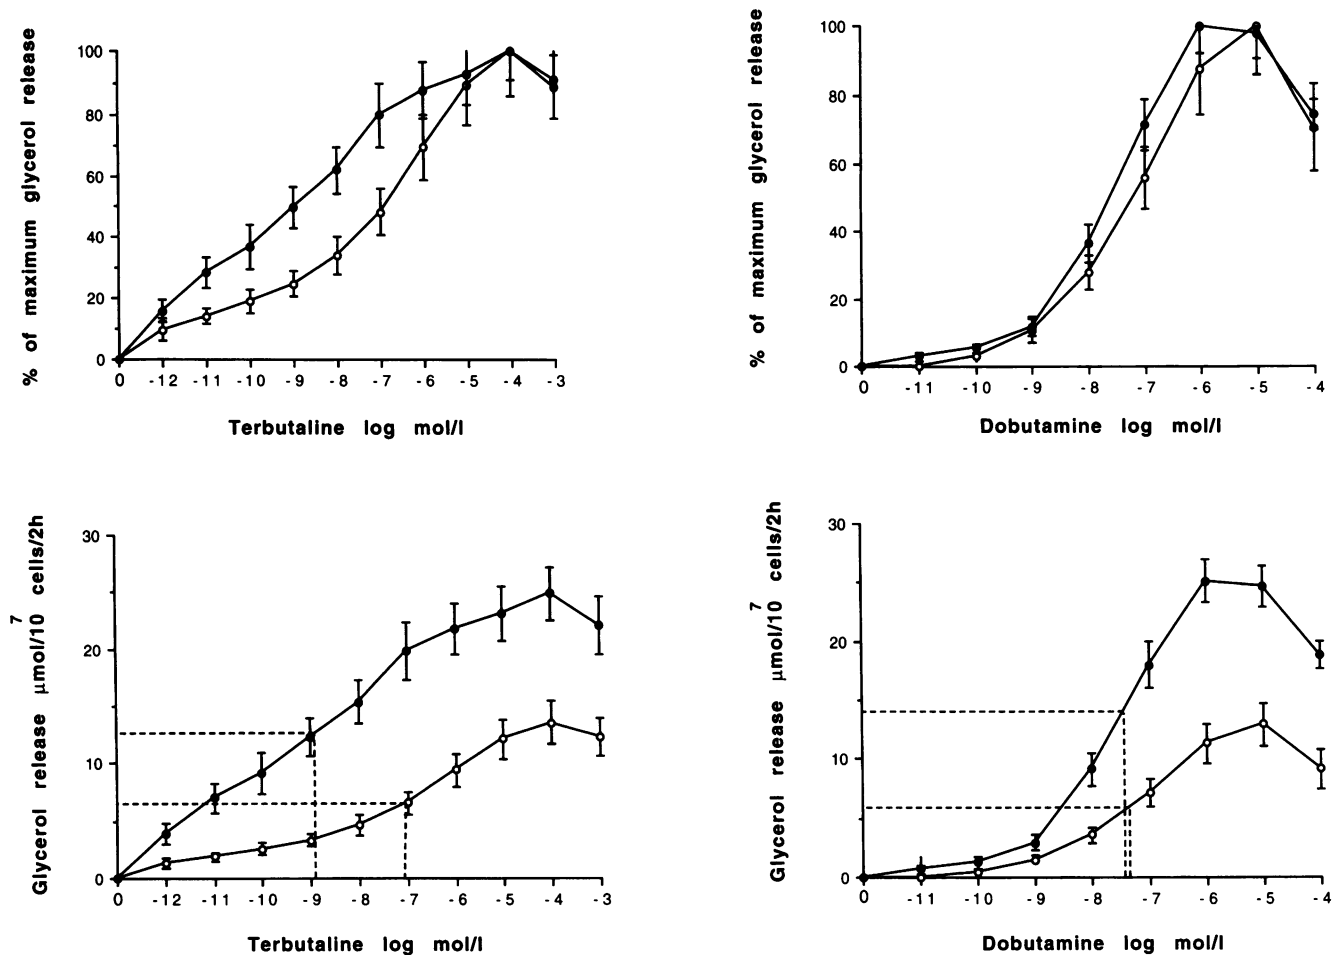 % of maximum glycerol release
100
80
60
40
20
0
0 -12 -11 -10 -9 -8 -7 -6 -5 -4 -3
Terbutaline log mol/l
% of maximum glycerol release
100
80
60
40
20
0
0 -11 -10 -9 -8 -7 -6 -5 -4
Dobutamine log mol/l
Glycerol release µmol/10⁷ cells/2h
30
20
10
0
0 -12 -11 -10 -9 -8 -7 -6 -5 -4 -3
Terbutaline log mol/l
Glycerol release µmol/10⁷ cells/2h
30
20
10
0
0 -11 -10 -9 -8 -7 -6 -5 -4
Dobutamine log mol/l